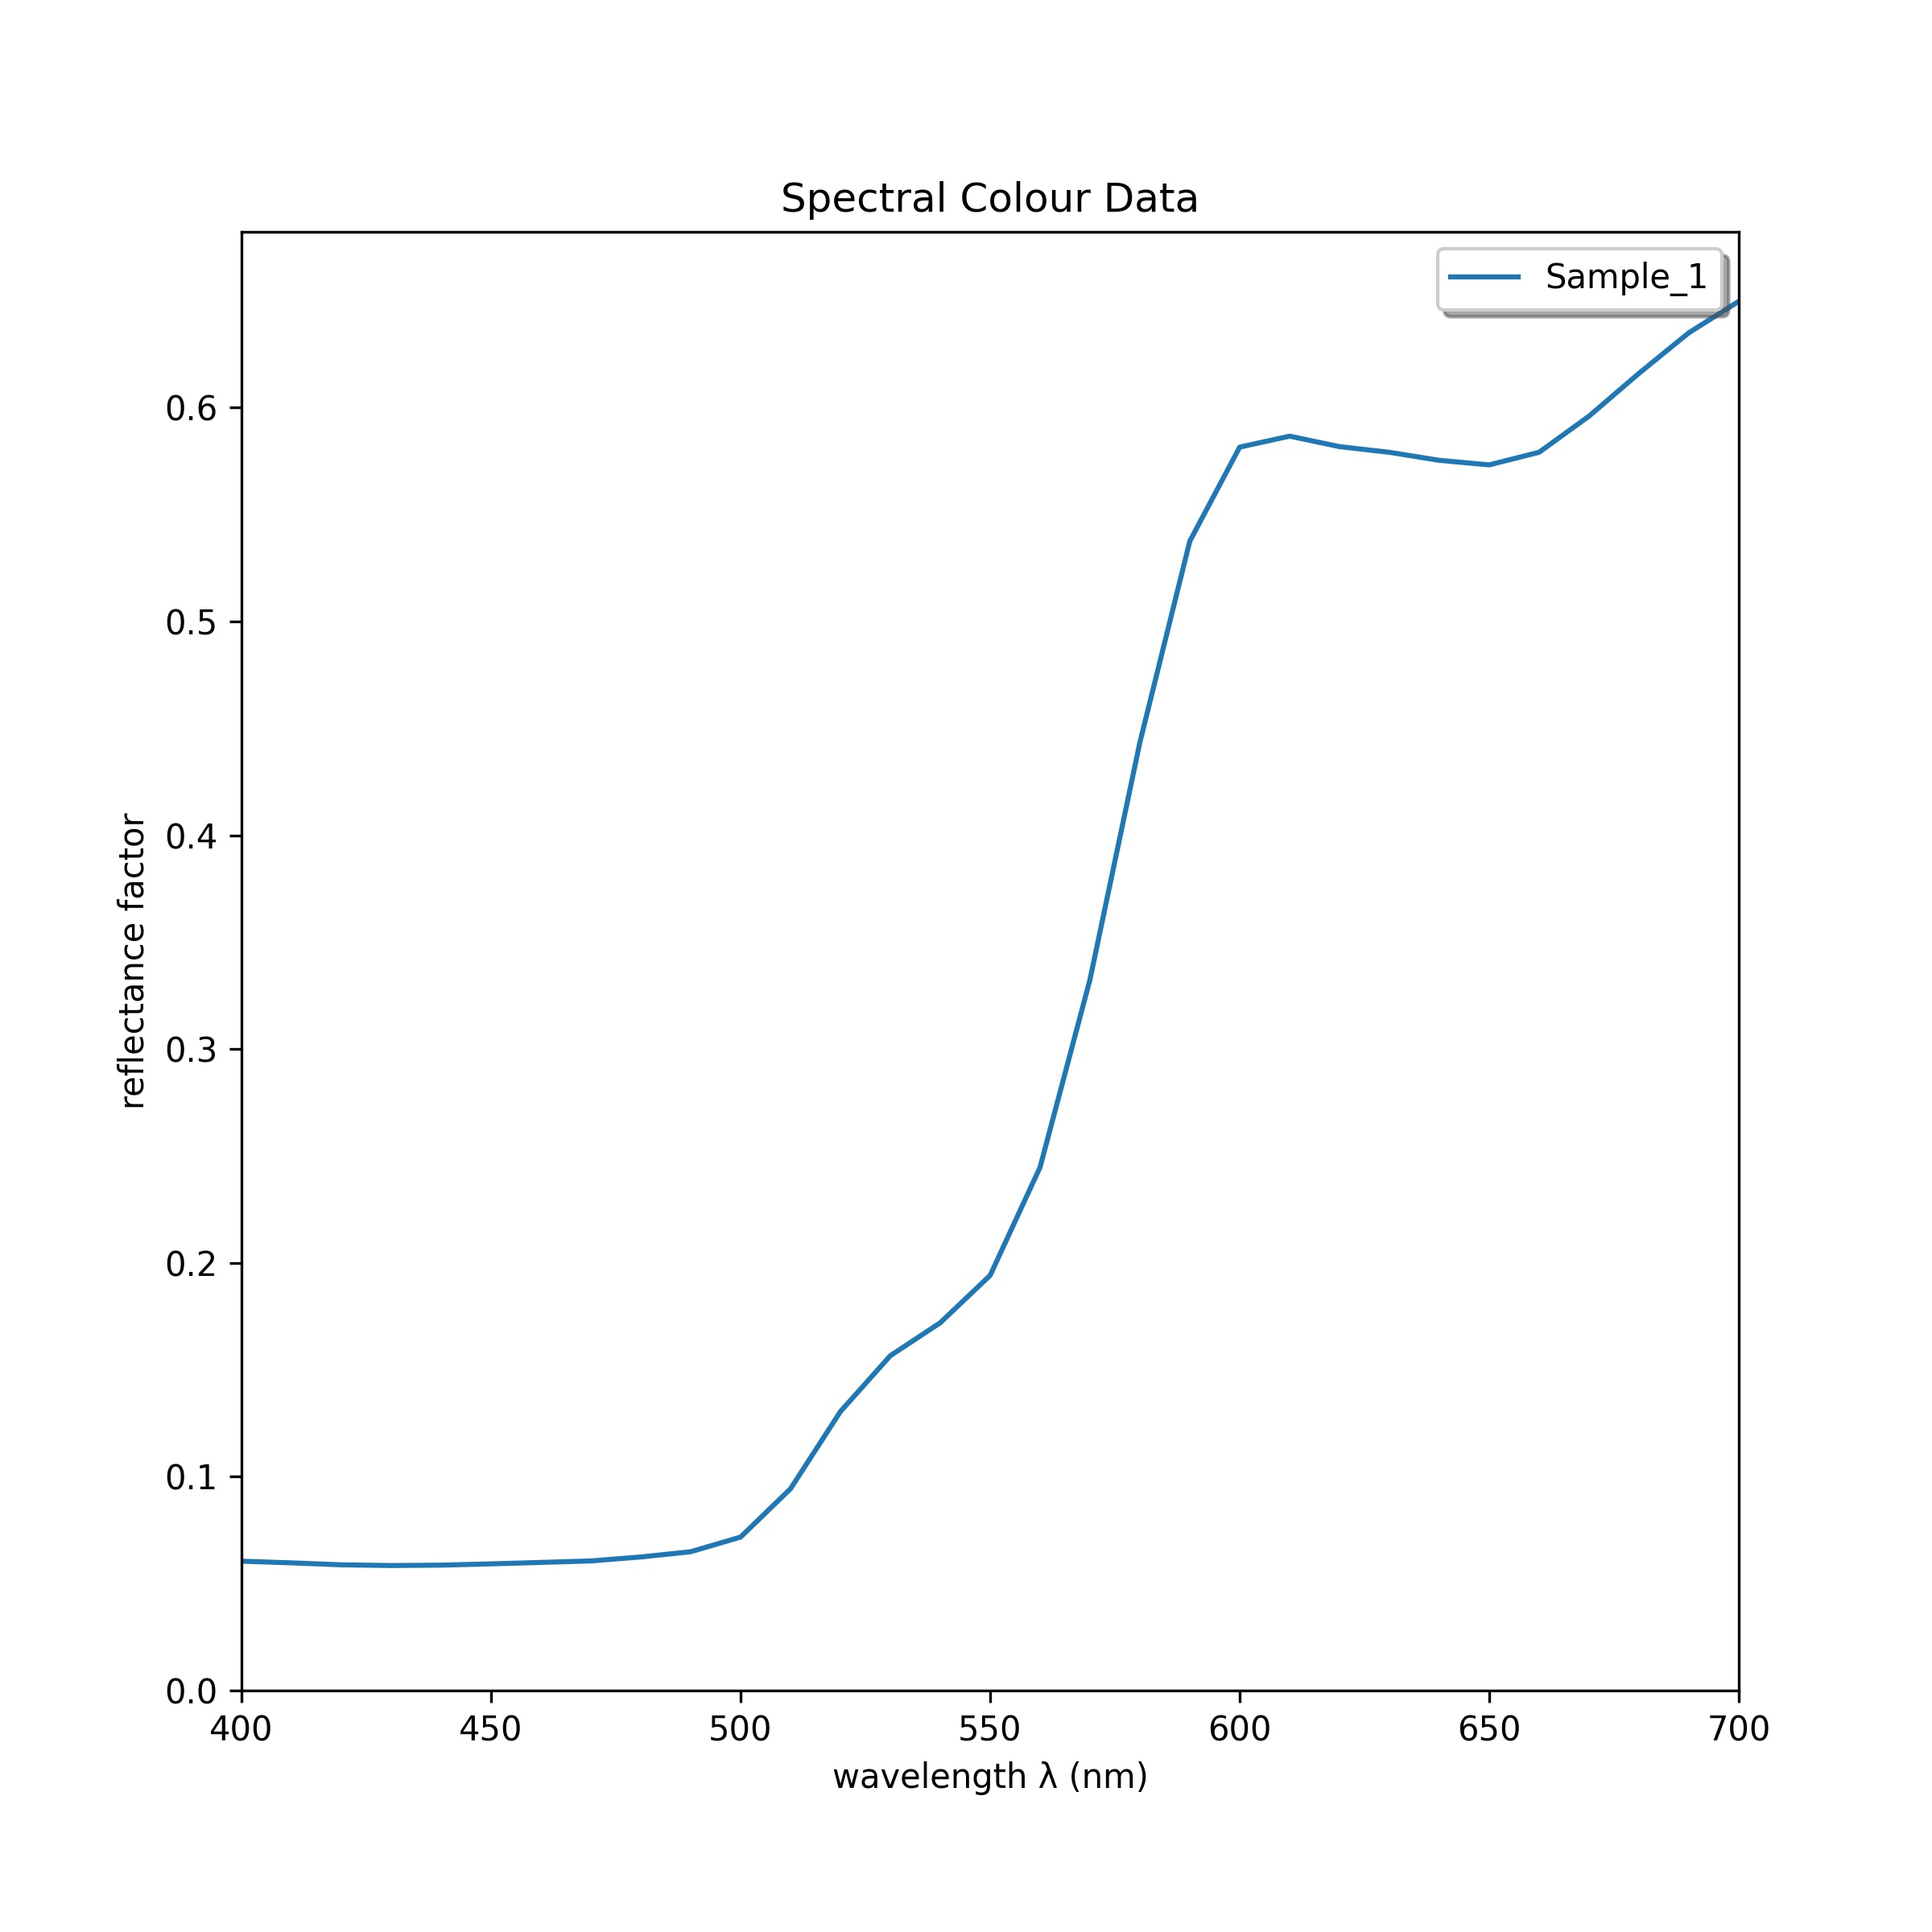 Spectral Colour Data
Sample_1
reflectance factor
0.6
0.5
0.4
0.3
0.2
0.1
0.0
400 450 500 550 600 650 700
wavelength λ (nm)